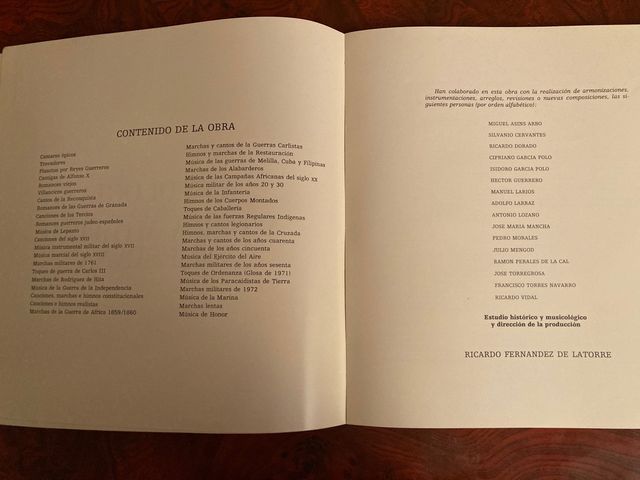 CONTENIDO DE LA OBRA
Cantares épicos
Trovadores
Planctus por Reyes Guerreros
Cantigas de Alfonso X
Romances viejos
Villancicos guerreros
Cantos de la Reconquista
Romances de las Guerras de Granada
Canciones de los Tercios
Romances guerreros judeo-españoles
Música de Lepanto
Canciones del siglo XVII
Música instrumental militar del siglo XVII
Música marcial del siglo XVIII
Marchas militares de 1761
Toques de guerra de Carlos III
Marchas de Rodríguez de Hita
Música de la Guerra de la Independencia
Canciones, marchas e himnos constitucionales
Canciones e himnos realistas
Marchas de la Guerra de Africa 1859/1860
Marchas y cantos de la Guerras Carlistas
Himnos y marchas de la Restauración
Música de las guerras de Melilla, Cuba y Filipinas
Marchas de los Alabarderos
Música de las Campañas Africanas del siglo XX
Música militar de los años 20 y 30
Música de la Infantería
Himnos de los Cuerpos Montados
Toques de Caballería
Música de las fuerzas Regulares Indígenas
Himnos y cantos legionarios
Himnos, marchas y cantos de la Cruzada
Marchas y cantos de los años cuarenta
Marchas de los años cincuenta
Música del Ejército del Aire
Marchas militares de los años sesenta
Toques de Ordenanza (Glosa de 1971)
Música de los Paracaidistas de Tierra
Marchas militares de 1972
Música de la Marina
Marchas lentas
Música de Honor
Han colaborado en esta obra con la realización de armonizaciones,
instrumentaciones, arreglos, revisiones o nuevas composiciones, las si-
guientes personas (por orden alfabético):
MIGUEL ASINS ARBO
SILVANIO CERVANTES
RICARDO DORADO
CIPRIANO GARCIA POLO
ISIDORO GARCIA POLO
HECTOR GUERRERO
MANUEL LARIOS
ADOLFO LARRAZ
ANTONIO LOZANO
JOSE MARIA MANCHA
PEDRO MORALES
JULIO MENGOD
RAMON PERALES DE LA CAL
JOSE TORREGROSA
FRANCISCO TORRES NAVARRO
RICARDO VIDAL
Estudio histórico y musicológico
y dirección de la producción
RICARDO FERNANDEZ DE LATORRE